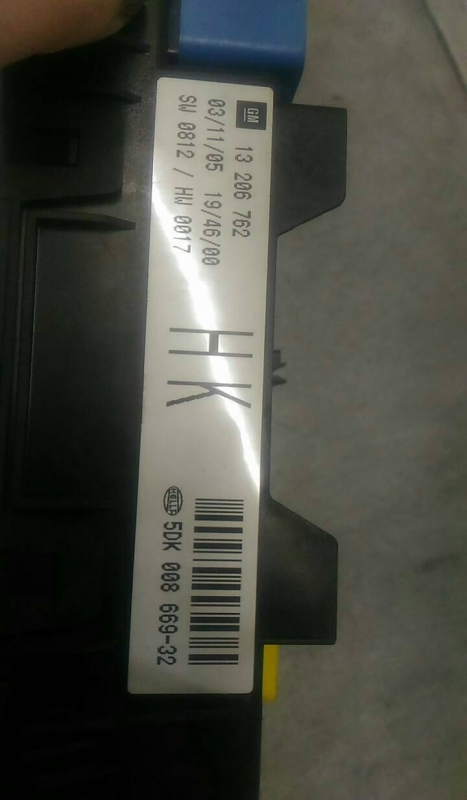 GM 13 206 762
03/11/05 19/46/00
SW 0812 / HW 0017
HK
HELLA 5DK 008 669-32